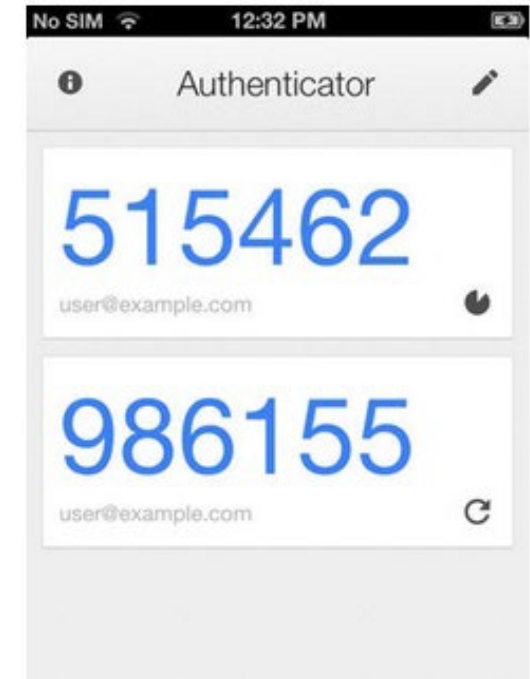 No SIM 12:32 PM
Authenticator
515462
user@example.com
986155
user@example.com